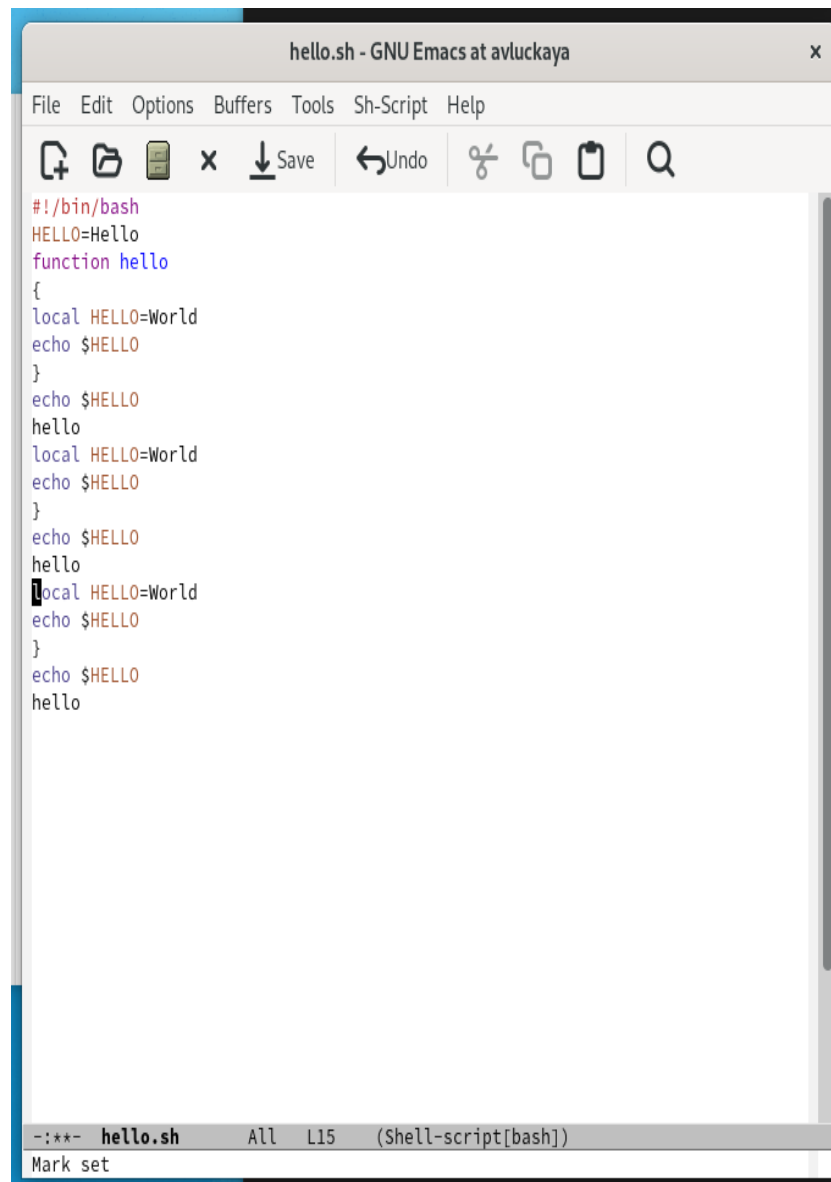 hello.sh - GNU Emacs at avluckaya ×
File Edit Options Buffers Tools Sh-Script Help
Save Undo
#!/bin/bash
HELLO=Hello
function hello
{
local HELLO=World
echo $HELLO
}
echo $HELLO
hello
local HELLO=World
echo $HELLO
}
echo $HELLO
hello
local HELLO=World
echo $HELLO
}
echo $HELLO
hello
-:**- hello.sh All L15 (Shell-script[bash])
Mark set